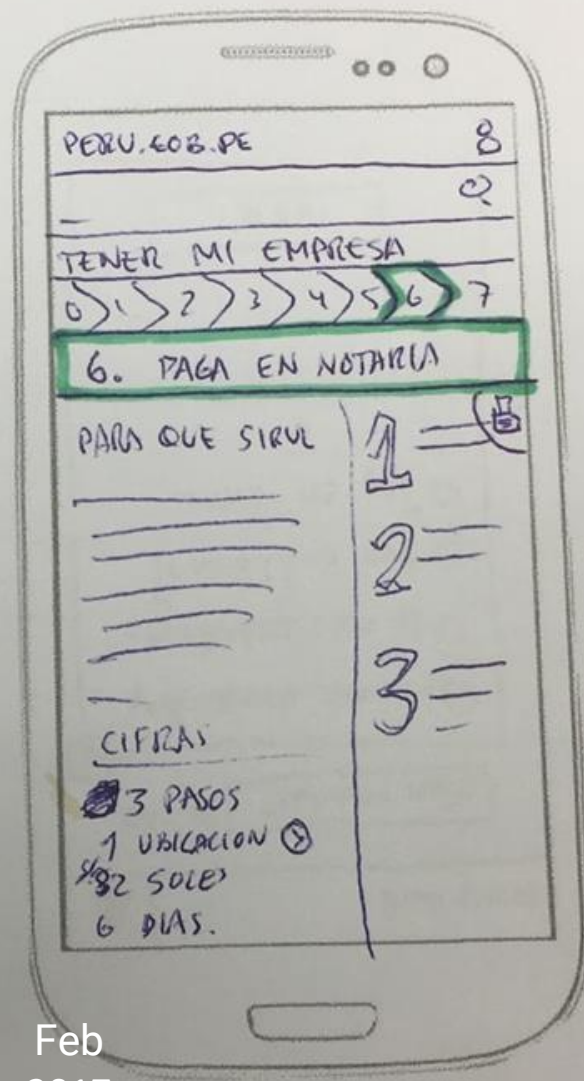 PERU.GOB.PE
TENER MI EMPRESA
0 1 2 3 4 5 6 7
6. PAGA EN NOTARIA
PARA QUE SIRVE
1
2
3
CIFRAS
3 PASOS
1 UBICACION
S/32 SOLES
6 DIAS.
Feb